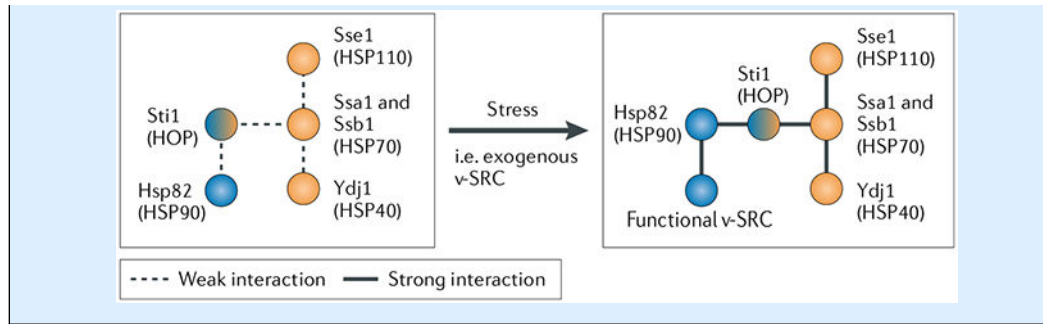 Sse1
(HSP110)
Sti1
(HOP)
Ssa1 and
Ssb1
(HSP70)
Hsp82
(HSP90)
Ydj1
(HSP40)
Stress
i.e. exogenous
v-SRC
Sse1
(HSP110)
Sti1
(HOP)
Hsp82
(HSP90)
Ssa1 and
Ssb1
(HSP70)
Ydj1
(HSP40)
Functional v-SRC
Weak interaction
Strong interaction